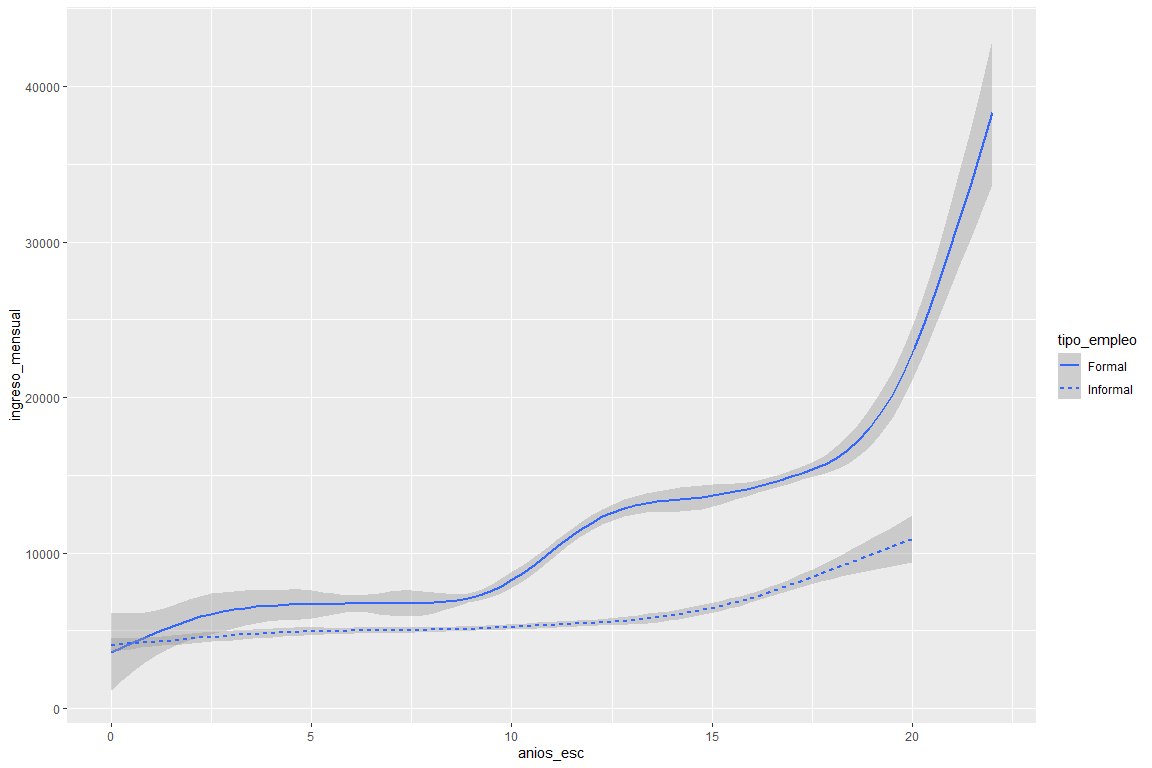 40000
30000
20000
10000
0
ingreso_mensual
0 5 10 15 20
anios_esc
tipo_empleo
Formal
Informal